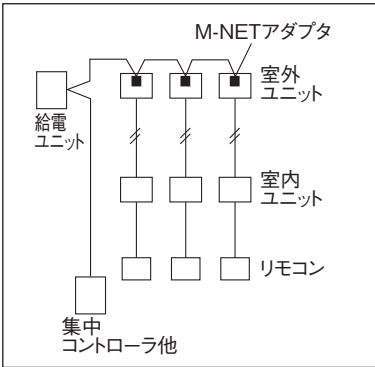 M-NETアダプタ
室外
ユニット
給電
ユニット
室内
ユニット
リモコン
集中
コントローラ他